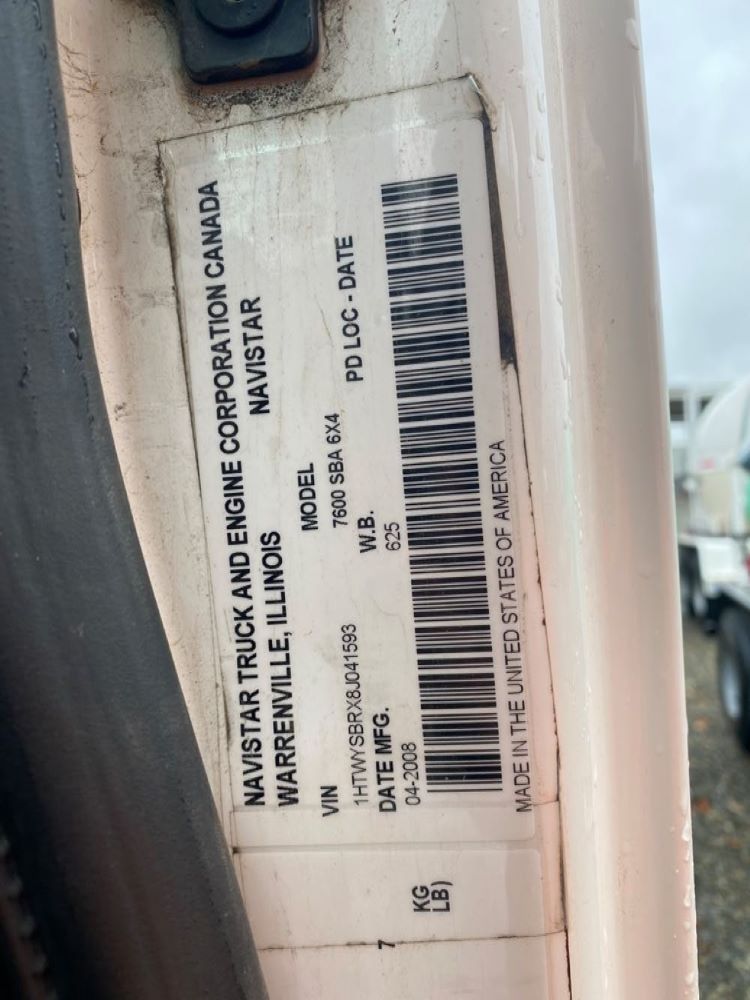 NAVISTAR TRUCK AND ENGINE CORPORATION CANADA
WARRENVILLE, ILLINOIS NAVISTAR
VIN MODEL
1HTWYSBRX8J041593 7600 SBA 6X4 PD LOC - DATE
DATE MFG. W.B.
04-2008 625
MADE IN THE UNITED STATES OF AMERICA
KG
LB)
7